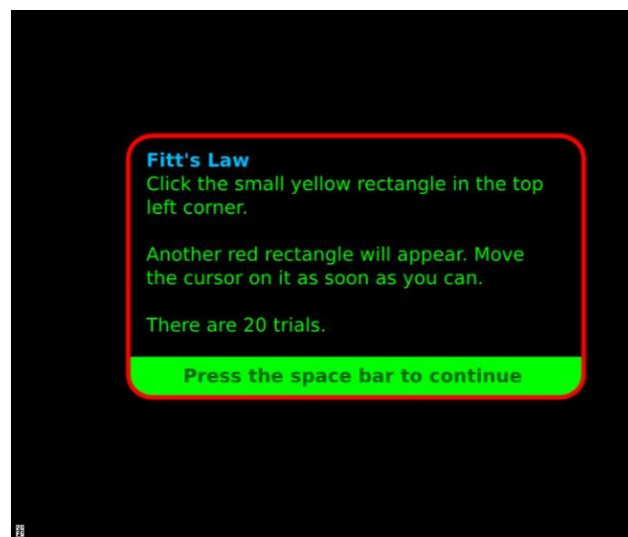 Fitt's Law
Click the small yellow rectangle in the top
left corner.
Another red rectangle will appear. Move
the cursor on it as soon as you can.
There are 20 trials.
Press the space bar to continue